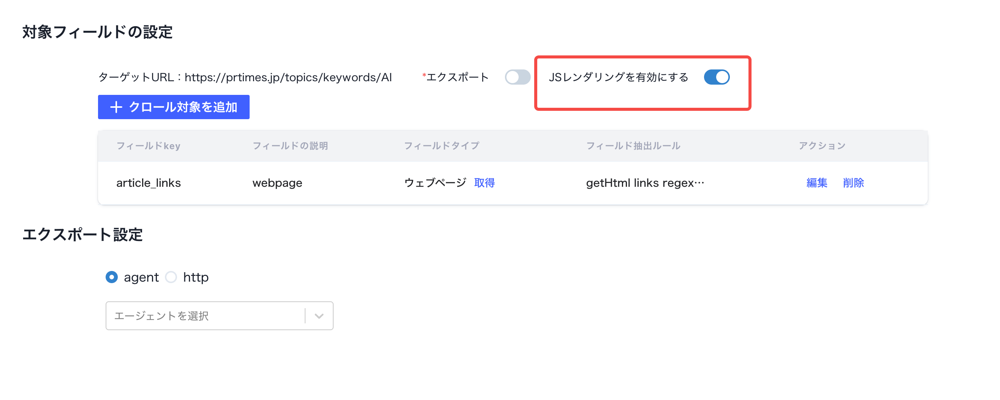 対象フィールドの設定
ターゲットURL：https://prtimes.jp/topics/keywords/AI *エクスポート JSレンダリングを有効にする
＋ クロール対象を追加
フィールドkey フィールドの説明 フィールドタイプ フィールド抽出ルール アクション
article_links webpage ウェブページ 取得 getHtml links regex… 編集 削除
エクスポート設定
agent http
エージェントを選択